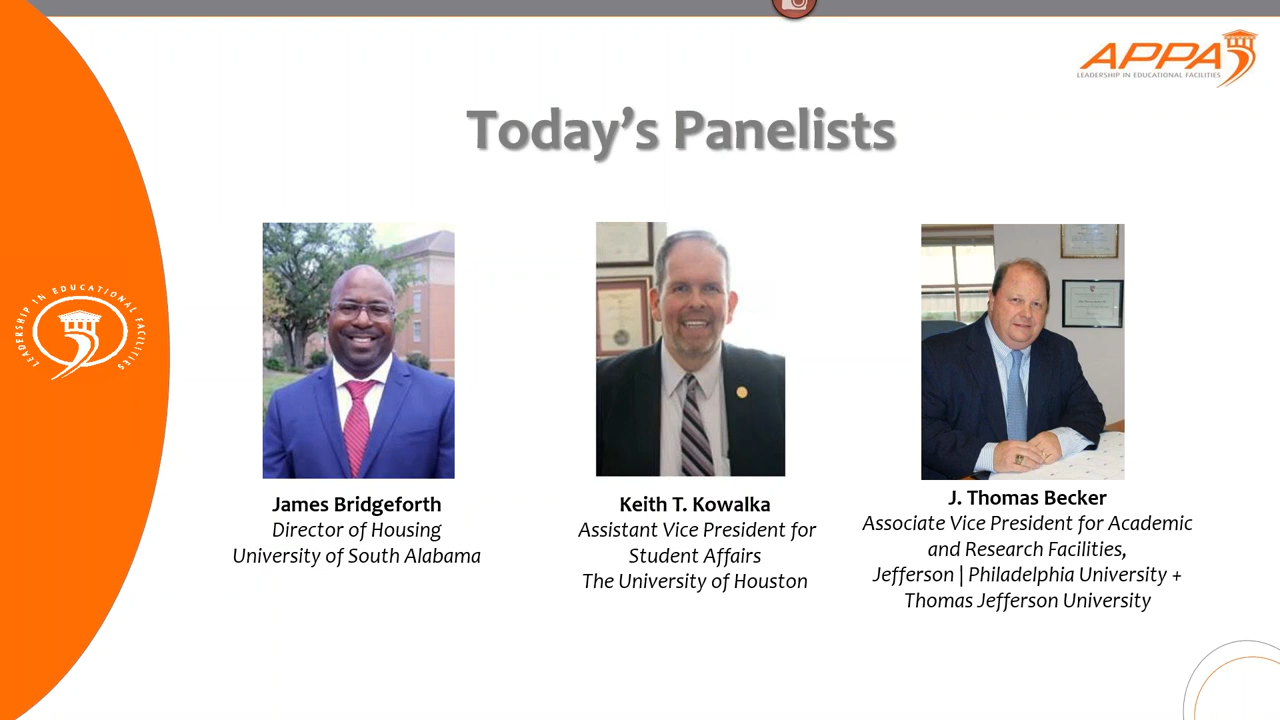 APPA
LEADERSHIP IN EDUCATIONAL FACILITIES
Today’s Panelists
LEADERSHIP IN EDUCATIONAL FACILITIES
James Bridgeforth
Director of Housing
University of South Alabama
Keith T. Kowalka
Assistant Vice President for
Student Affairs
The University of Houston
J. Thomas Becker
Associate Vice President for Academic
and Research Facilities,
Jefferson | Philadelphia University +
Thomas Jefferson University